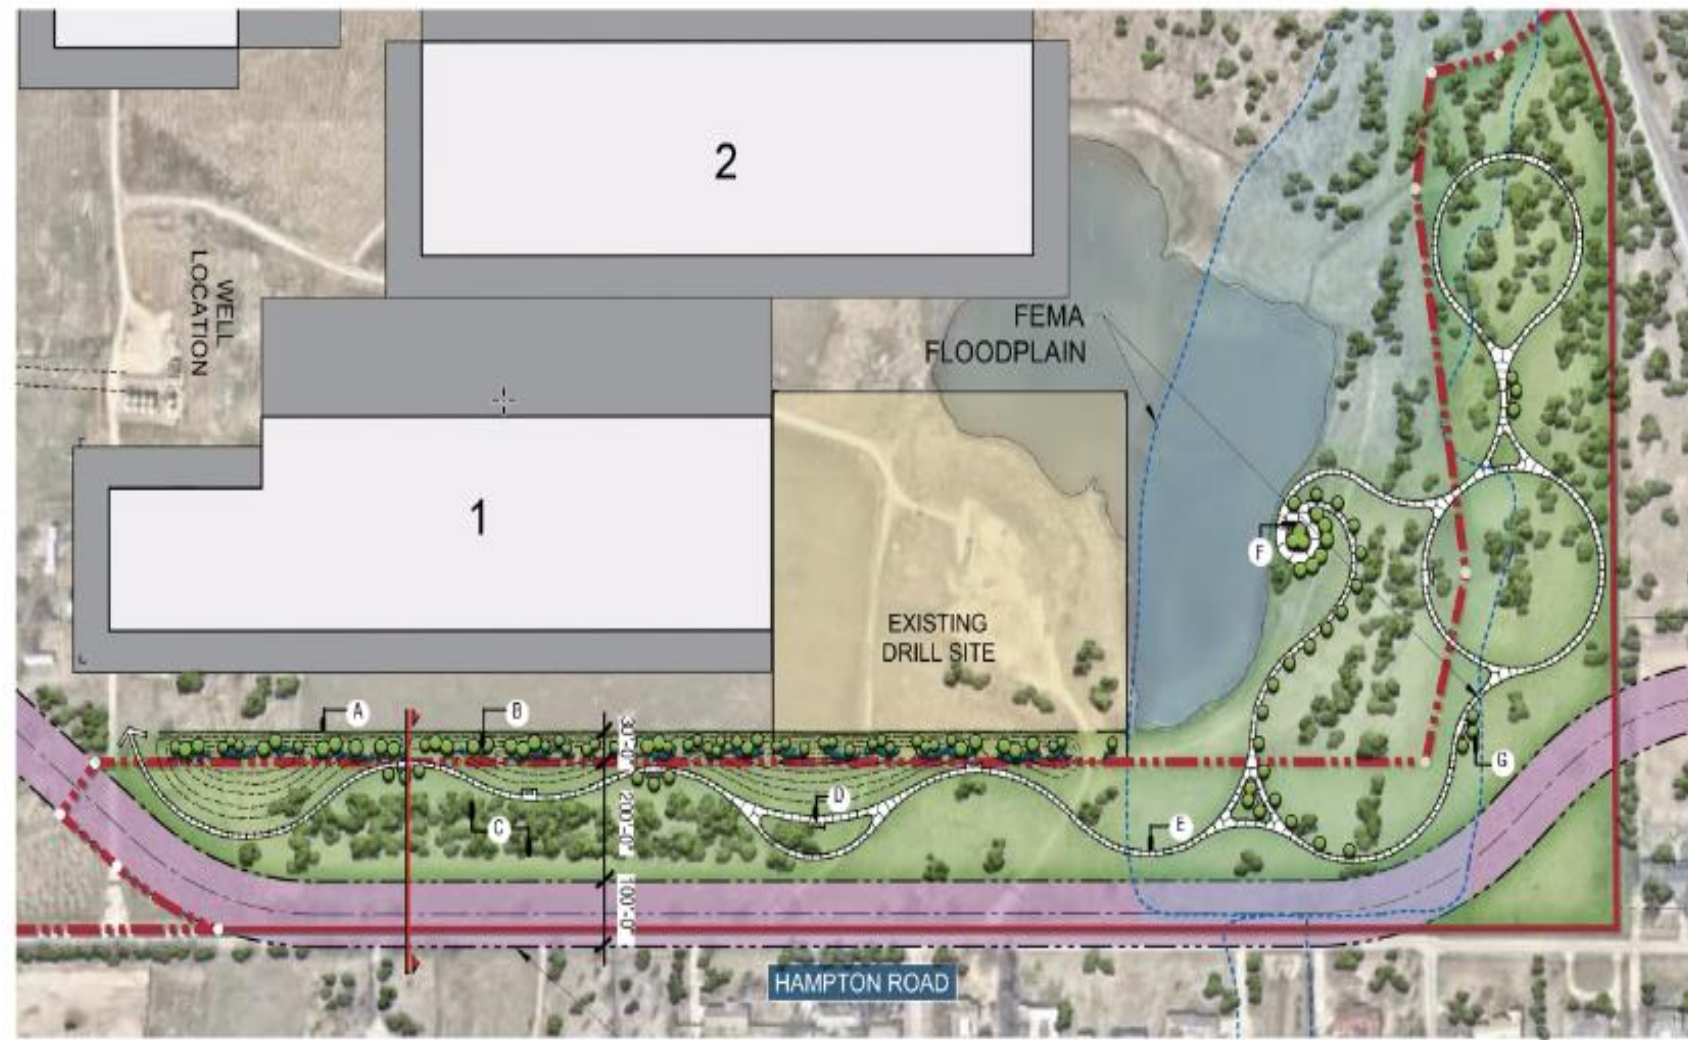 2
WELL
LOCATION
FEMA
FLOODPLAIN
1
EXISTING
DRILL SITE
F
A
B
30'-0"
G
D
200'-0"
C
E
100'-0"
HAMPTON ROAD